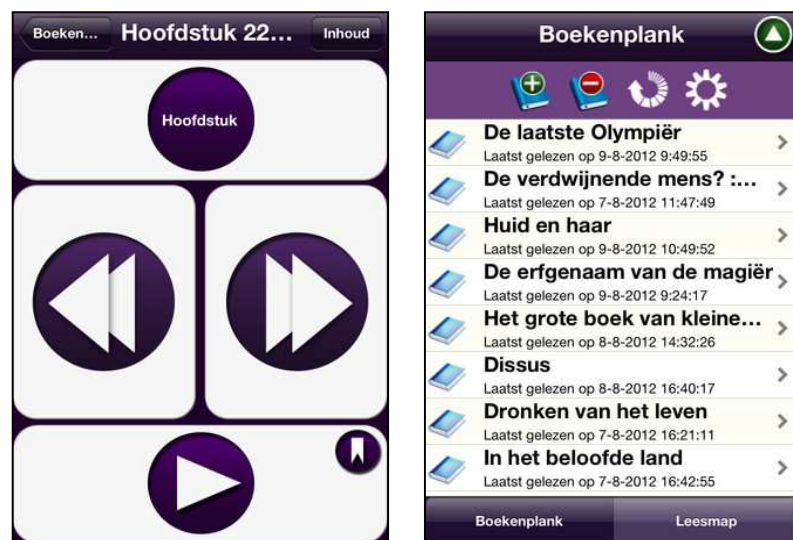 Boeken...
Hoofdstuk 22...
Inhoud
Hoofdstuk
Boekenplank
De laatste Olympiër
Laatst gelezen op 9-8-2012 9:49:55
De verdwijnende mens? :...
Laatst gelezen op 7-8-2012 11:47:49
Huid en haar
Laatst gelezen op 9-8-2012 10:49:52
De erfgenaam van de magiër
Laatst gelezen op 9-8-2012 9:24:17
Het grote boek van kleine...
Laatst gelezen op 8-8-2012 14:32:26
Dissus
Laatst gelezen op 8-8-2012 16:40:17
Dronken van het leven
Laatst gelezen op 7-8-2012 16:21:11
In het beloofde land
Laatst gelezen op 7-8-2012 16:42:55
Boekenplank
Leesmap